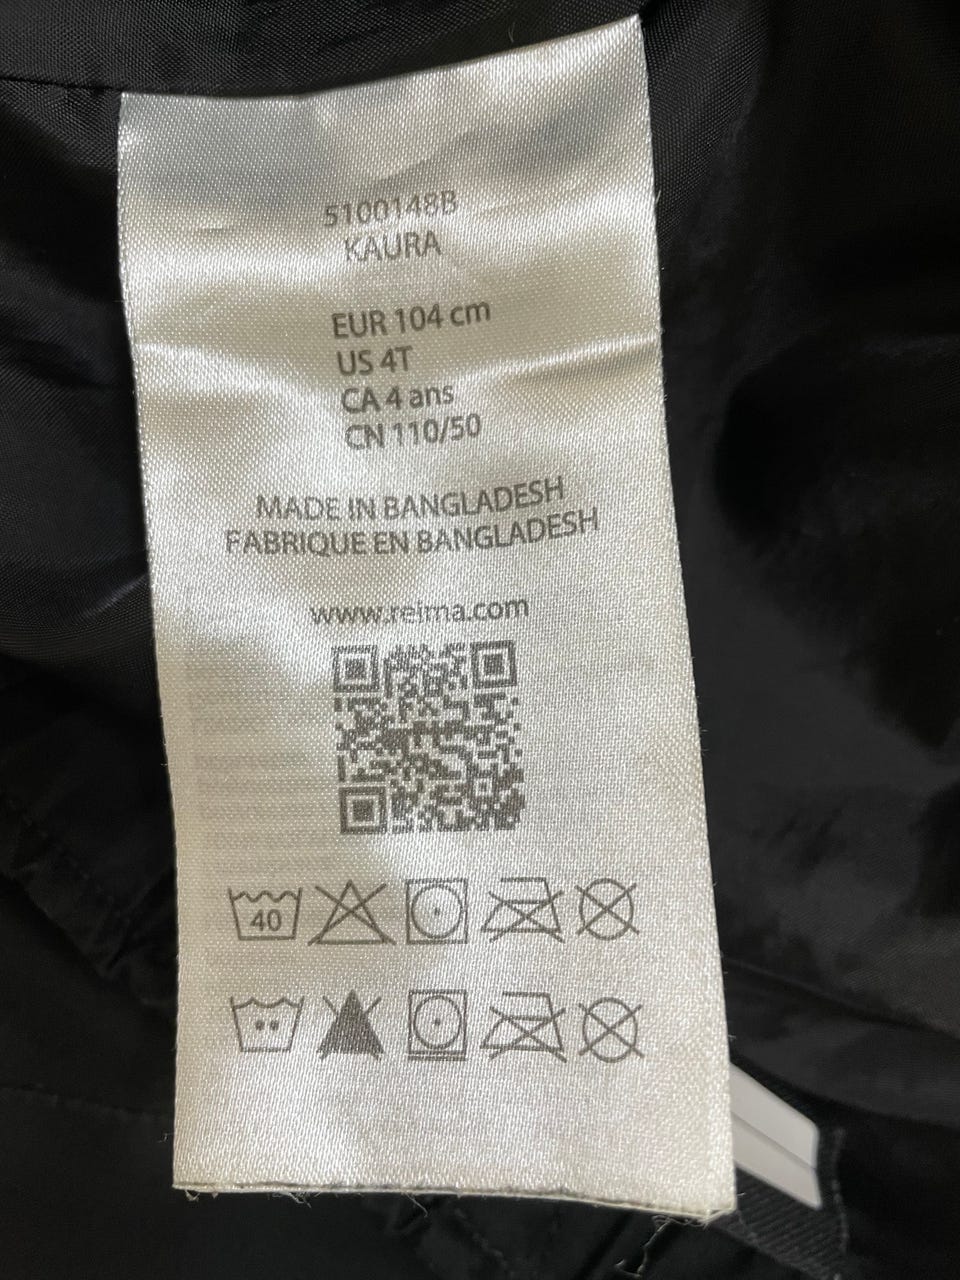 5100148B
KAURA
EUR 104 cm
US 4T
CA 4 ans
CN 110/50
MADE IN BANGLADESH
FABRIQUE EN BANGLADESH
www.reima.com
40